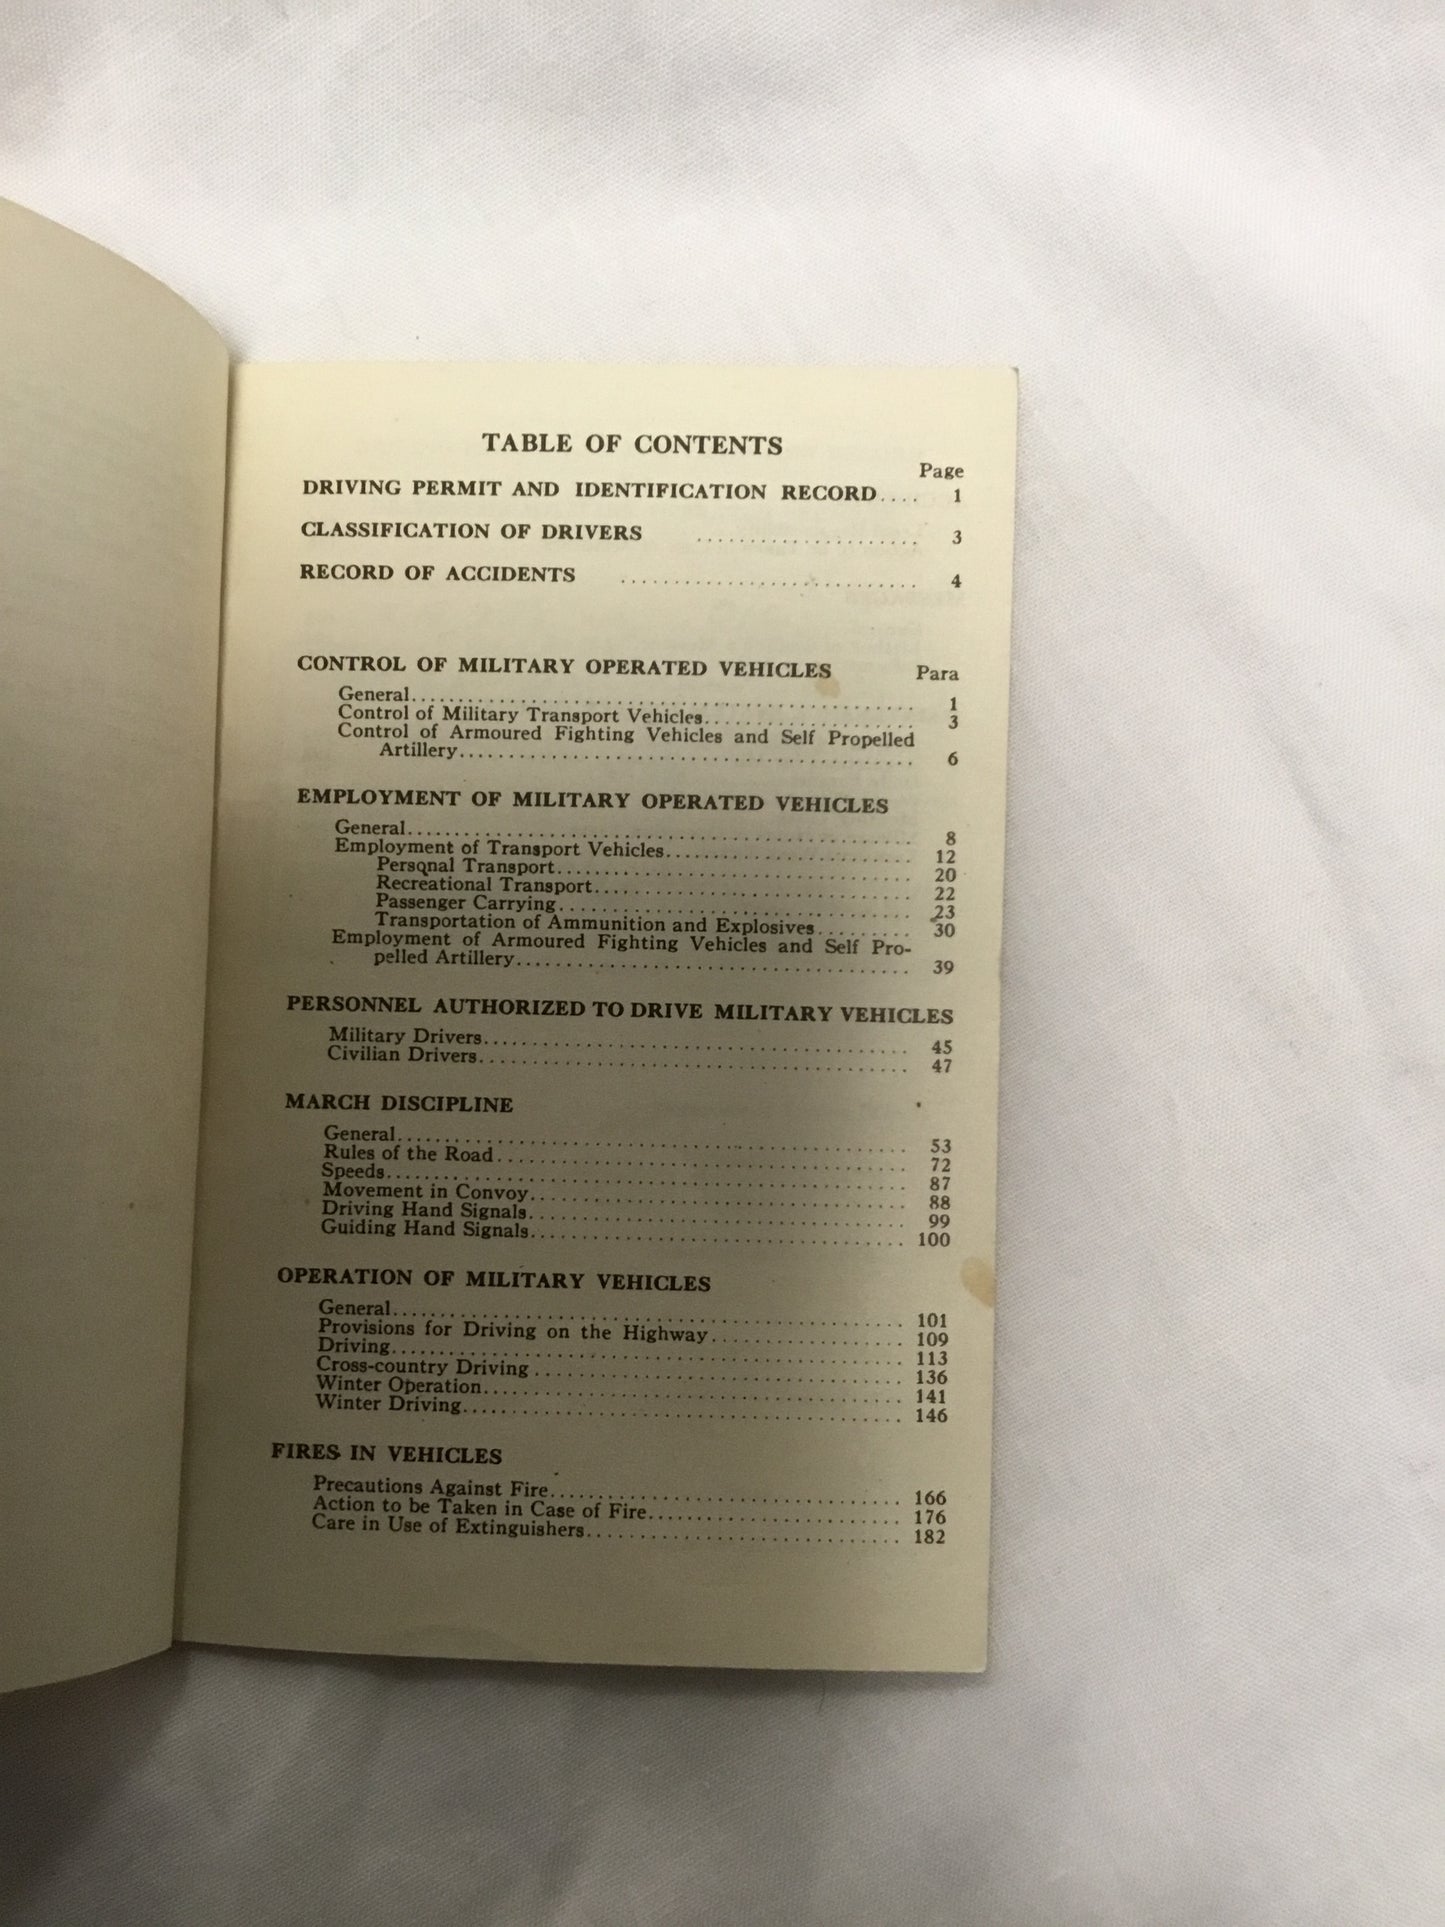 TABLE OF CONTENTS
Page
DRIVING PERMIT AND IDENTIFICATION RECORD.... 1
CLASSIFICATION OF DRIVERS ..................... 3
RECORD OF ACCIDENTS ............................ 4
CONTROL OF MILITARY OPERATED VEHICLES Para
General........................................................ 1
Control of Military Transport Vehicles....................... 3
Control of Armoured Fighting Vehicles and Self Propelled
Artillery............................................... 6
EMPLOYMENT OF MILITARY OPERATED VEHICLES
General........................................................ 8
Employment of Transport Vehicles........................... 12
Personal Transport...................................... 20
Recreational Transport.................................. 22
Passenger Carrying...................................... 23
Transportation of Ammunition and Explosives.......... 30
Employment of Armoured Fighting Vehicles and Self Pro-
pelled Artillery........................................ 39
PERSONNEL AUTHORIZED TO DRIVE MILITARY VEHICLES
Military Drivers............................................... 45
Civilian Drivers............................................... 47
MARCH DISCIPLINE
General........................................................ 53
Rules of the Road............................................. 72
Speeds......................................................... 87
Movement in Convoy.......................................... 88
Driving Hand Signals......................................... 99
Guiding Hand Signals......................................... 100
OPERATION OF MILITARY VEHICLES
General........................................................ 101
Provisions for Driving on the Highway..................... 109
Driving........................................................ 113
Cross-country Driving........................................ 136
Winter Operation............................................. 141
Winter Driving................................................ 146
FIRES IN VEHICLES
Precautions Against Fire...................................... 166
Action to be Taken in Case of Fire........................... 176
Care in Use of Extinguishers.................................. 182